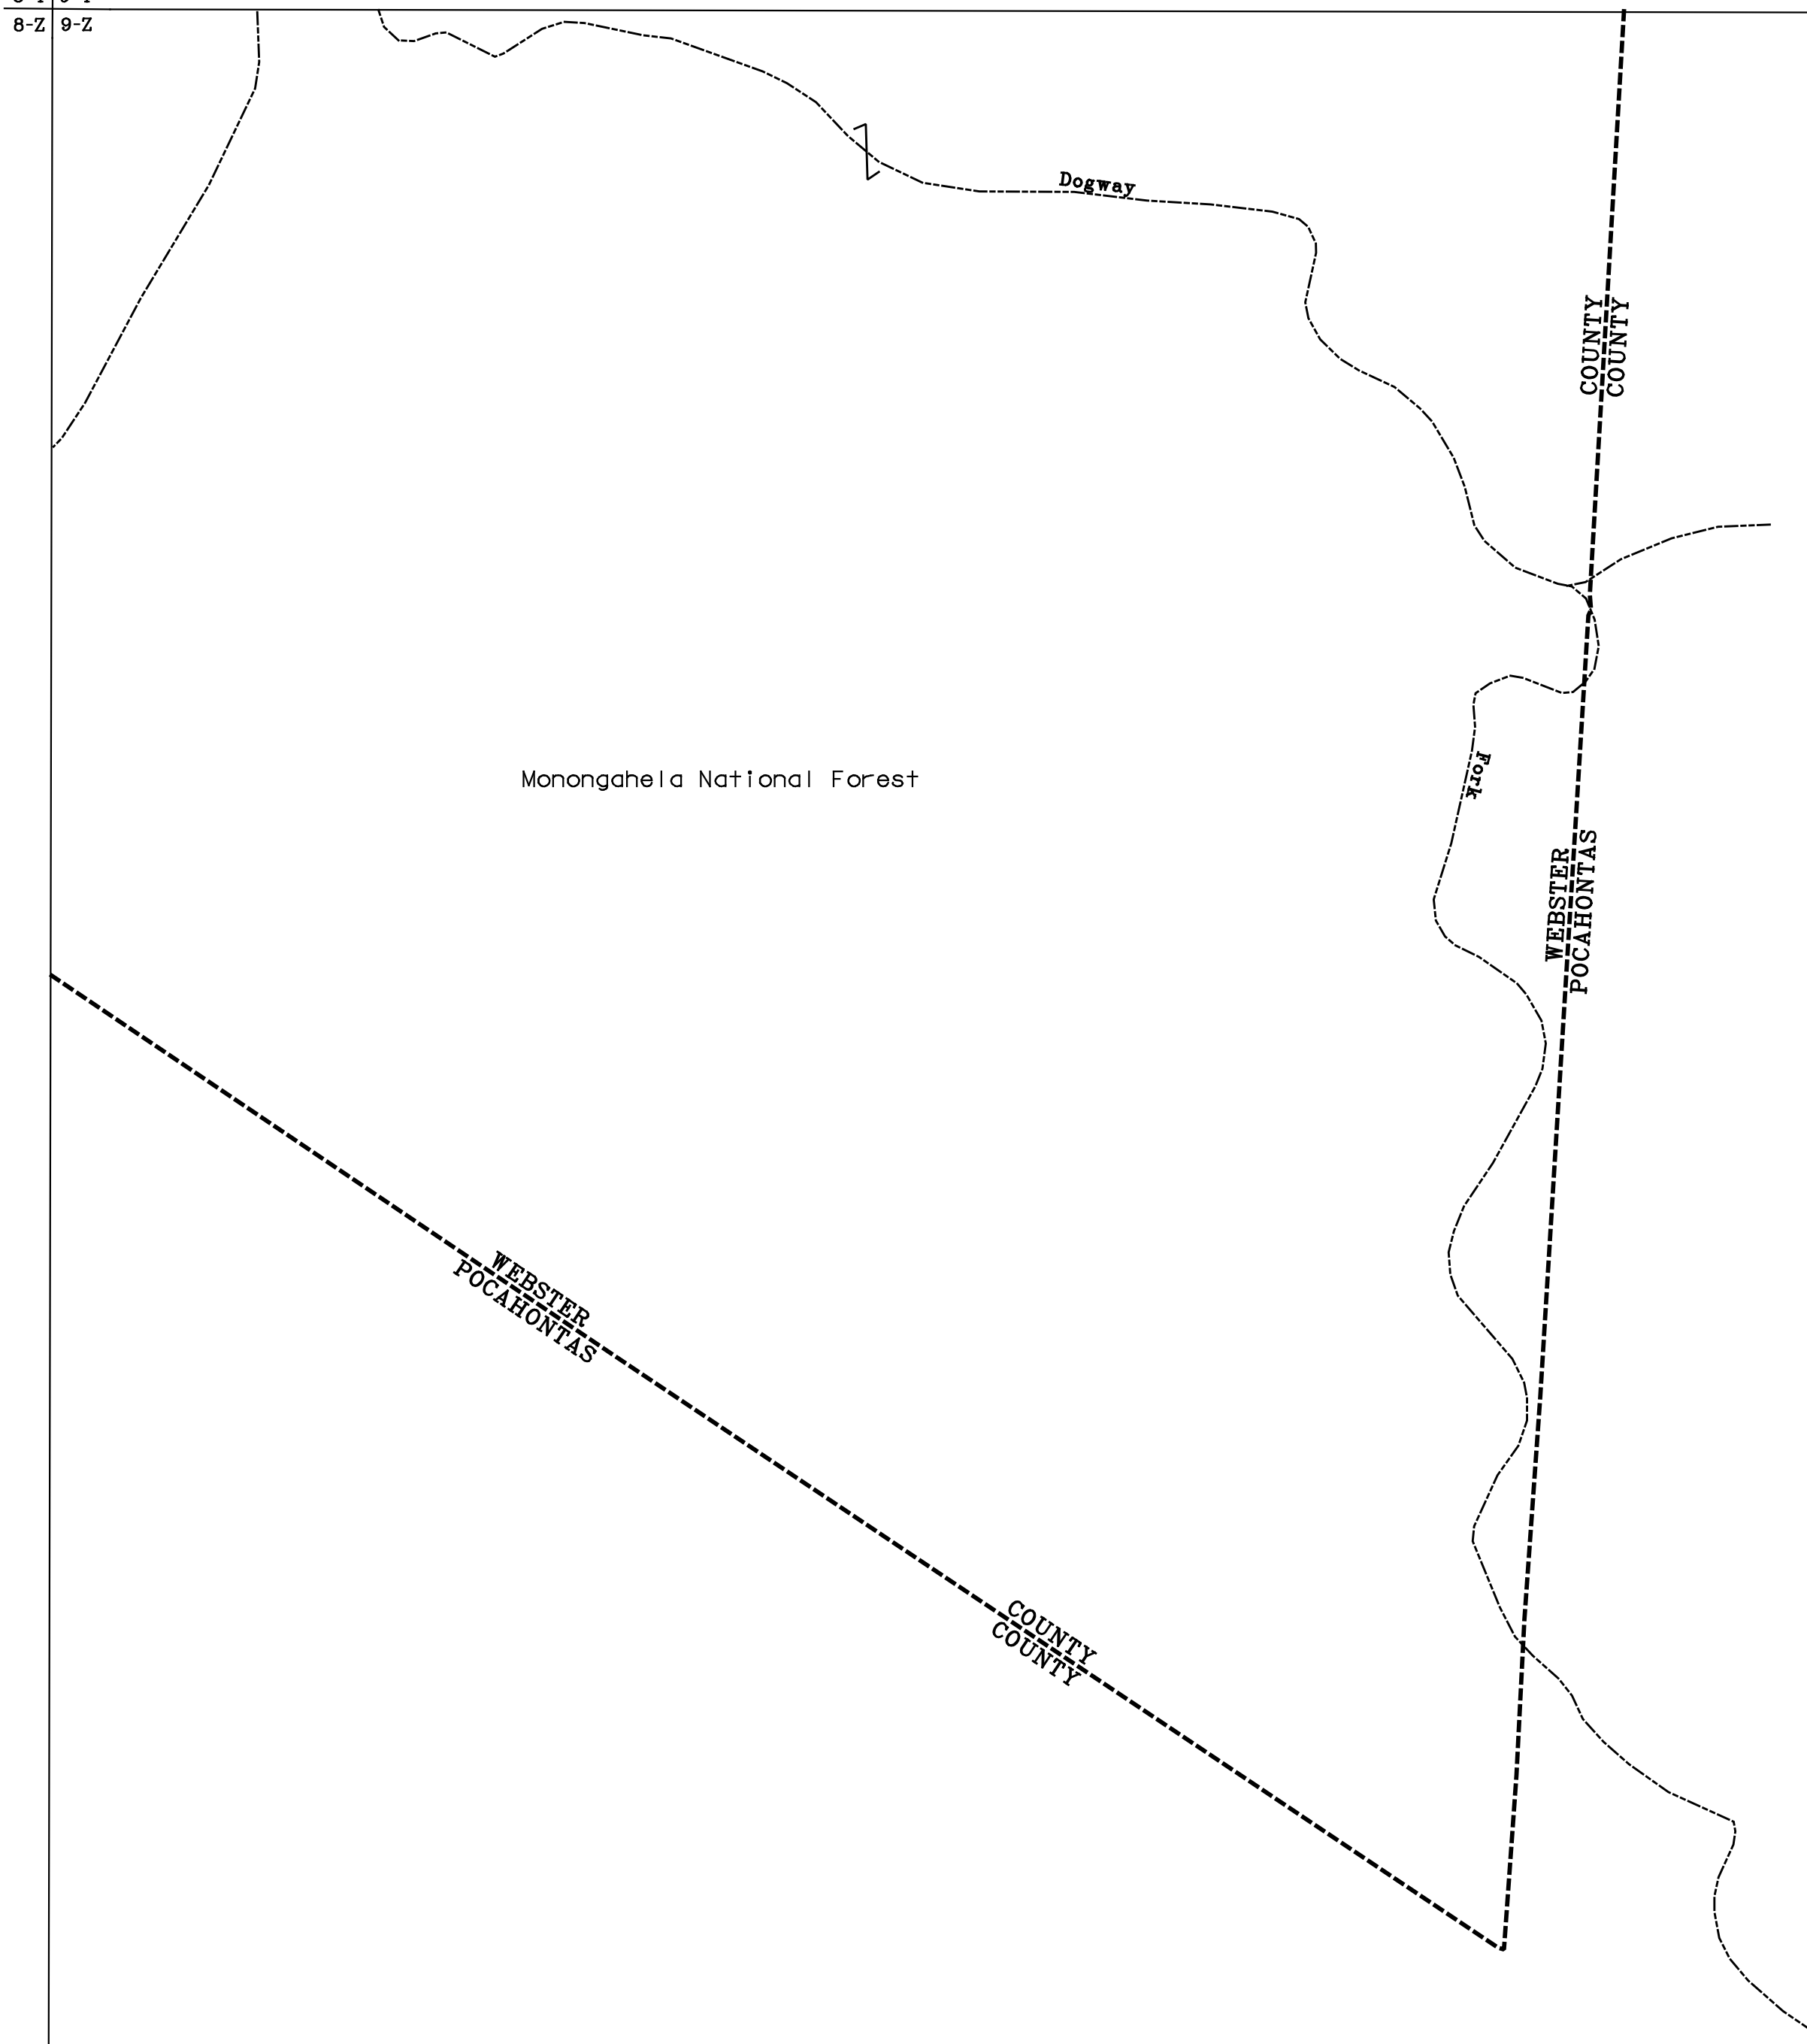 8-Z 9-Z
Dogway
COUNTY
COUNTY
Monongahela National Forest
Fork
WEBSTER
POCAHONTAS
WEBSTER
POCAHONTAS
COUNTY
COUNTY